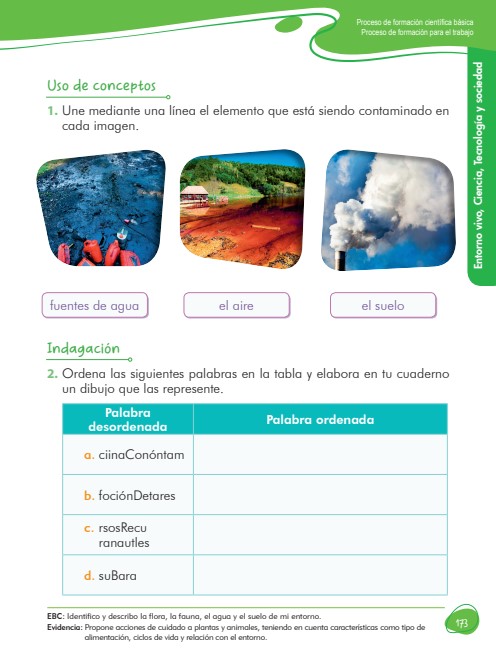 Proceso de formación científica básica
Proceso de formación para el trabajo
Entorno vivo, Ciencia, Tecnología y sociedad
Uso de conceptos
1. Une mediante una línea el elemento que está siendo contaminado en
cada imagen.
fuentes de agua
el aire
el suelo
Indagación
2. Ordena las siguientes palabras en la tabla y elabora en tu cuaderno
un dibujo que las represente.
Palabra
desordenada
Palabra ordenada
a. ciinaConóntam
b. fociónDetares
c. rsosRecu
ranautles
d. suBara
EBC: Identifico y describo la flora, la fauna, el agua y el suelo de mi entorno.
Evidencia: Propone acciones de cuidado a plantas y animales, teniendo en cuenta características como tipo de
alimentación, ciclos de vida y relación con el entorno.
173